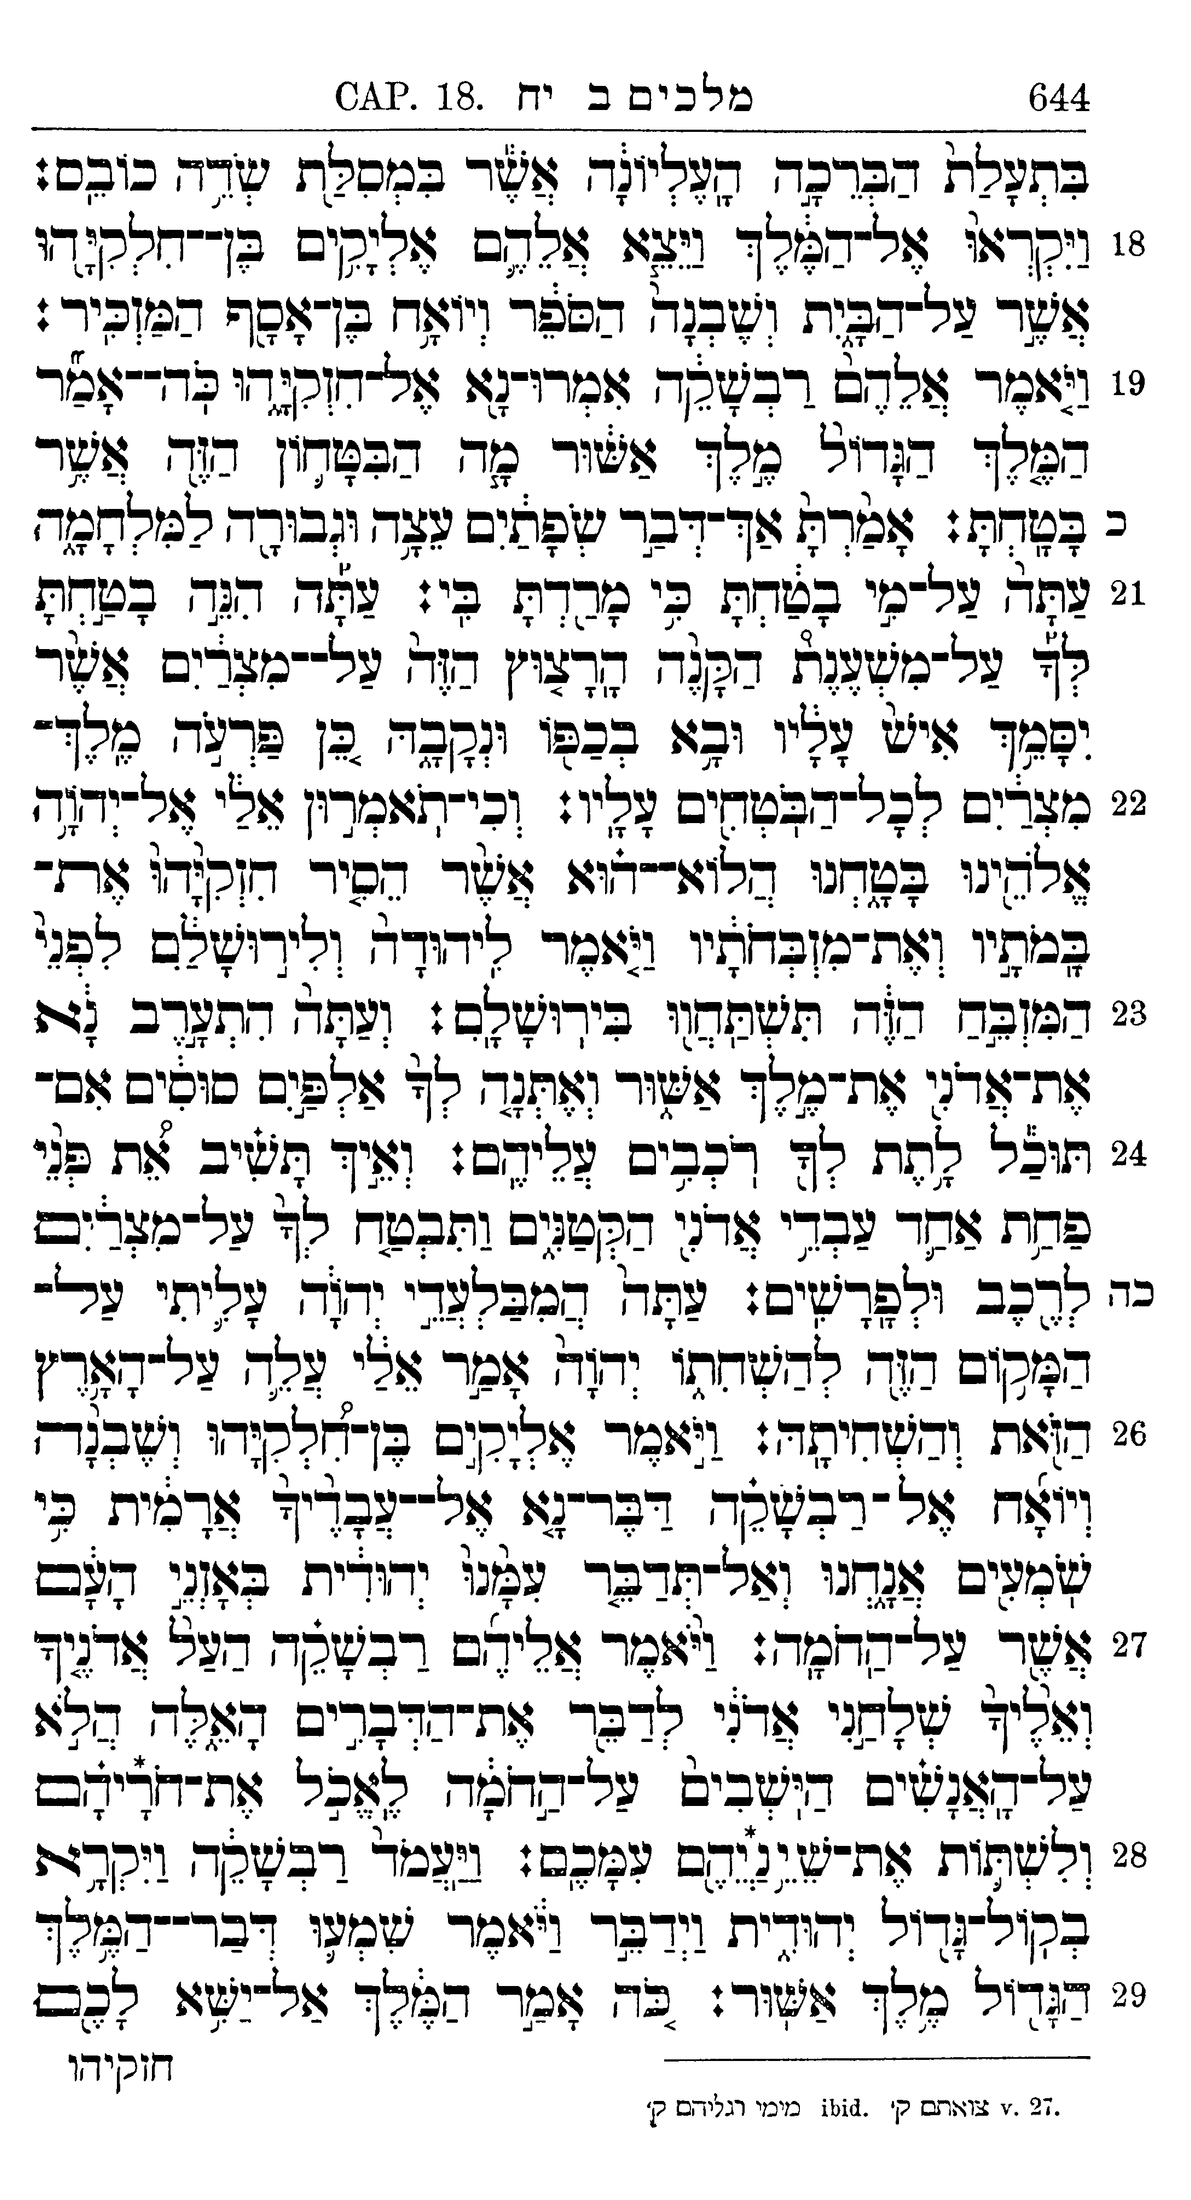 644 מלכים ב יח CAP. 18.
בִּתְעָלַת֙ הַבְּרֵכָ֣ה הָֽעֶלְיוֹנָ֔ה אֲשֶׁ֕ר בִּמְסִלַּ֖ת שְׂדֵ֥ה כוֹבֵֽס׃
18 וַֽיִּקְרְאוּ֙ אֶל־הַמֶּ֔לֶךְ וַיֵּצֵ֧א אֲלֵהֶ֛ם אֶלְיָקִ֥ים בֶּן־חִלְקִיָּ֖הוּ
אֲשֶׁ֣ר עַל־הַבָּ֑יִת וְשֶׁבְנָה֙ הַסֹּפֵ֔ר וְיוֹאָ֥ח בֶּן־אָסָ֖ף הַמַּזְכִּֽיר׃
19 וַיֹּ֤אמֶר אֲלֵהֶם֙ רַבְשָׁקֵ֔ה אִמְרוּ־נָ֖א אֶל־חִזְקִיָּ֑הוּ כֹּֽה־אָמַ֞ר
הַמֶּ֤לֶךְ הַגָּדוֹל֙ מֶ֣לֶךְ אַשּׁ֔וּר מָ֧ה הַבִּטָּח֛וֹן הַזֶּ֖ה אֲשֶׁ֥ר
כ בָּטָֽחְתָּ׃ אָמַ֙רְתָּ֙ אַךְ־דְּבַ֣ר שְׂפָתַ֔יִם עֵצָ֥ה וּגְבוּרָ֖ה לַמִּלְחָמָ֑ה
21 עַתָּה֙ עַל־מִ֣י בָטַ֔חְתָּ כִּ֥י מָרַ֖דְתָּ בִּֽי׃ עַתָּ֡ה הִנֵּ֣ה בָטַ֣חְתָּ
לְּךָ֡ עַל־מִשְׁעֶנֶת֩ הַקָּנֶ֨ה הָֽרָצ֤וּץ הַזֶּה֙ עַל־מִצְרַ֔יִם אֲשֶׁ֨ר
יִסָּמֵ֥ךְ אִישׁ֙ עָלָ֔יו וּבָ֥א בְכַפּ֖וֹ וּנְקָבָ֑הּ כֵּ֚ן פַּרְעֹ֣ה מֶֽלֶךְ־
22 מִצְרַ֔יִם לְכָל־הַבֹּֽטְחִ֖ים עָלָֽיו׃ וְכִי־תֹאמְר֣וּן אֵלַ֔י אֶל־יְהוָ֥ה
אֱלֹהֵ֖ינוּ בָּטָ֑חְנוּ הֲלוֹא־ה֗וּא אֲשֶׁ֨ר הֵסִ֤יר חִזְקִיָּ֙הוּ֙ אֶת־
בָּֽמֹתָ֣יו וְאֶת־מִזְבְּחֹתָ֔יו וַיֹּ֤אמֶר לִֽיהוּדָה֙ וְלִיר֣וּשָׁלִַ֔ם לִפְנֵי֙
23 הַמִּזְבֵּ֣חַ הַזֶּ֔ה תִּֽשְׁתַּחֲו֖וּ בִּירֽוּשָׁלָֽ͏ִם׃ וְעַתָּה֙ הִתְעָ֣רֶב נָ֔א
אֶת־אֲדֹנִ֖י אֶת־מֶ֣לֶךְ אַשּׁ֑וּר וְאֶתְּנָ֤ה לְךָ֙ אַלְפַּ֣יִם סוּסִ֔ים אִם־
24 תּוּכַ֕ל לָ֥תֶת לְךָ֖ רֹֽכְבִ֥ים עֲלֵיהֶֽם׃ וְאֵ֣יךְ תָּשִׁ֗יב אֵ֠ת פְּנֵ֨י
פַחַ֥ת אַחַ֛ד עַבְדֵ֥י אֲדֹנִ֖י הַקְּטַנִּ֑ים וַתִּבְטַ֤ח לְךָ֙ עַל־מִצְרַ֔יִם
כה לְרֶ֖כֶב וּלְפָֽרָשִֽׁים׃ עַתָּה֙ הֲמִבַּלְעֲדֵ֣י יְהוָ֔ה עָלִ֛יתִי עַל־
הַמָּק֥וֹם הַזֶּ֖ה לְהַשְׁחִת֑וֹ יְהוָה֙ אָמַ֣ר אֵלַ֔י עֲלֵ֛ה עַל־הָאָ֥רֶץ
26 הַזֹּ֖את וְהַשְׁחִיתָֽהּ׃ וַיֹּ֣אמֶר אֶלְיָקִ֣ים בֶּן־חִ֠לְקִיָּהוּ וְשֶׁבְנָ֨ה
וְיוֹאָ֜ח אֶל־רַבְשָׁקֵ֗ה דַּבֶּר־נָ֤א אֶל־עֲבָדֶ֙יךָ֙ אֲרָמִ֔ית כִּ֥י
שֹֽׁמְעִ֖ים אֲנָ֑חְנוּ וְאַל־תְּדַבֵּ֤ר עִמָּ֙נוּ֙ יְהוּדִ֔ית בְּאָזְנֵ֣י הָעָ֔ם
27 אֲשֶׁ֖ר עַל־הַֽחֹמָֽה׃ וַיֹּ֨אמֶר אֲלֵיהֶ֜ם רַבְשָׁקֵ֗ה הַעַ֨ל אֲדֹנֶ֤יךָ
וְאֵלֶ֙יךָ֙ שְׁלָחַ֣נִי אֲדֹנִ֔י לְדַבֵּ֖ר אֶת־הַדְּבָרִ֣ים הָאֵ֑לֶּה הֲלֹ֣א
עַל־הָֽאֲנָשִׁ֗ים הַיֹּֽשְׁבִים֙ עַל־הַ֣חֹמָ֔ה לֶֽאֱכֹ֣ל אֶת־חֹרָ֗*יהָ֗ם
28 וְלִשְׁתּ֛וֹת אֶת־שֵׁ֥ינֵ֥*יהֶ֖ם עִמָּכֶֽם׃ וַֽיַּעֲמֹד֙ רַבְשָׁקֵ֔ה וַיִּקְרָ֥א
בְקֽוֹל־גָּד֖וֹל יְהוּדִ֑ית וַיְדַבֵּ֣ר וַיֹּ֔אמֶר שִׁמְע֛וּ דְּבַר־הַמֶּ֥לֶךְ
29 הַגָּד֖וֹל מֶ֥לֶךְ אַשּֽׁוּר׃ כֹּ֚ה אָמַ֣ר הַמֶּ֔לֶךְ אַל־יַשִּׁ֥א לָכֶ֖ם
חזקיהו
v. 27. צואתם ק׳ ibid. מימי רגליהם ק׳